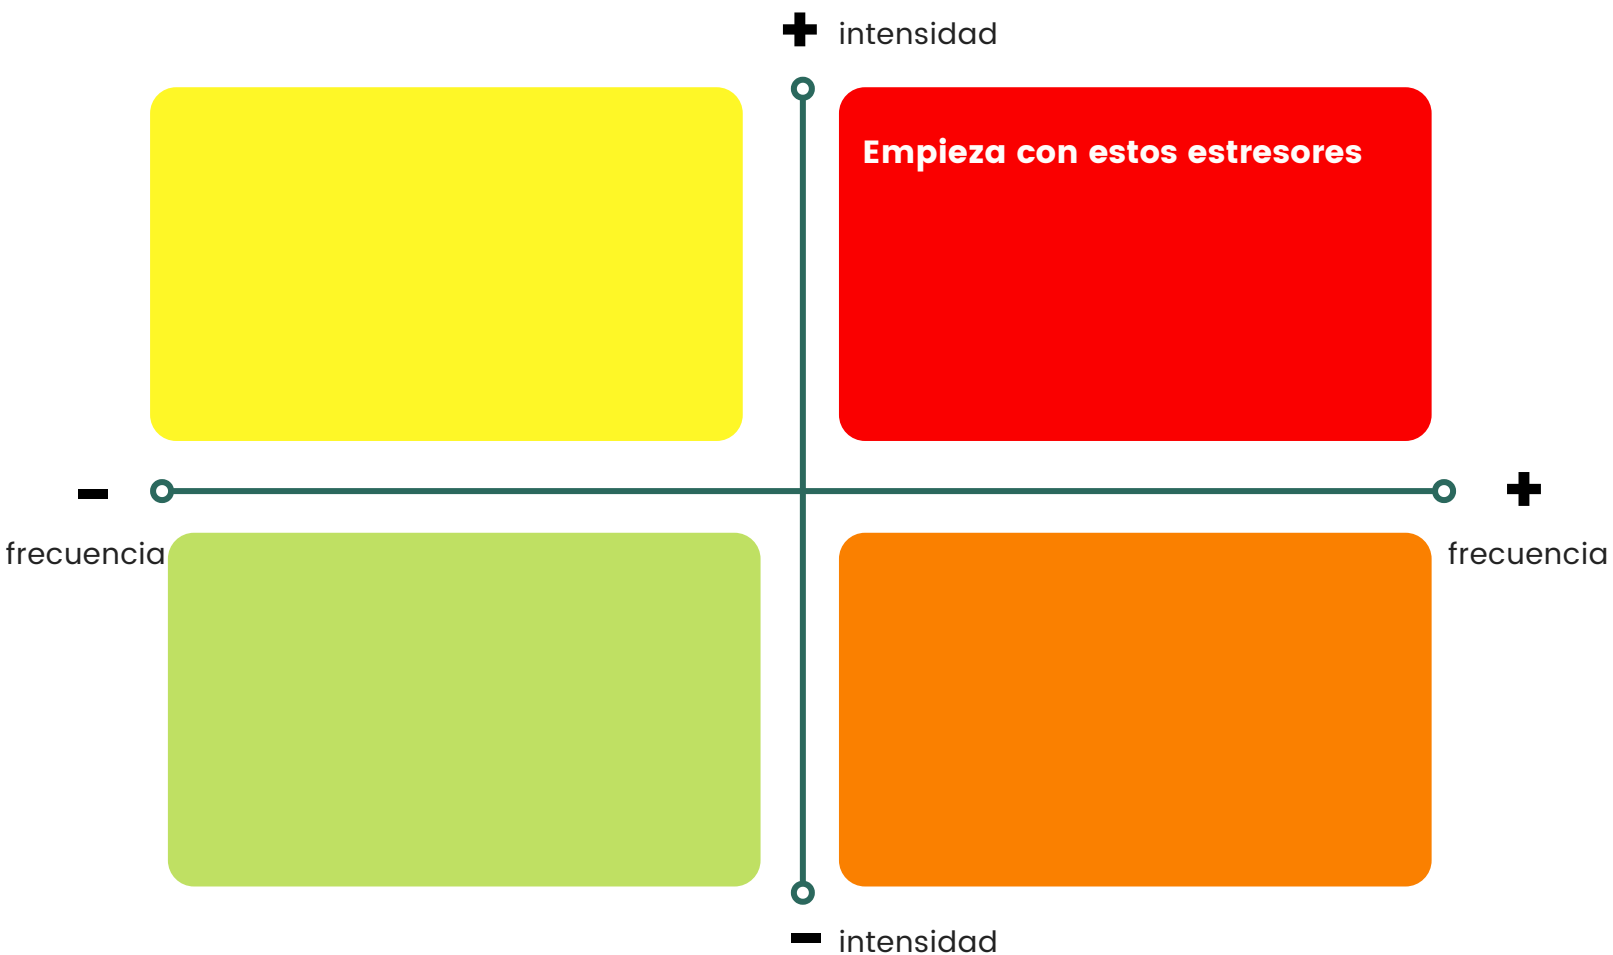 + intensidad
Empieza con estos estresores
- +
frecuencia frecuencia
- intensidad